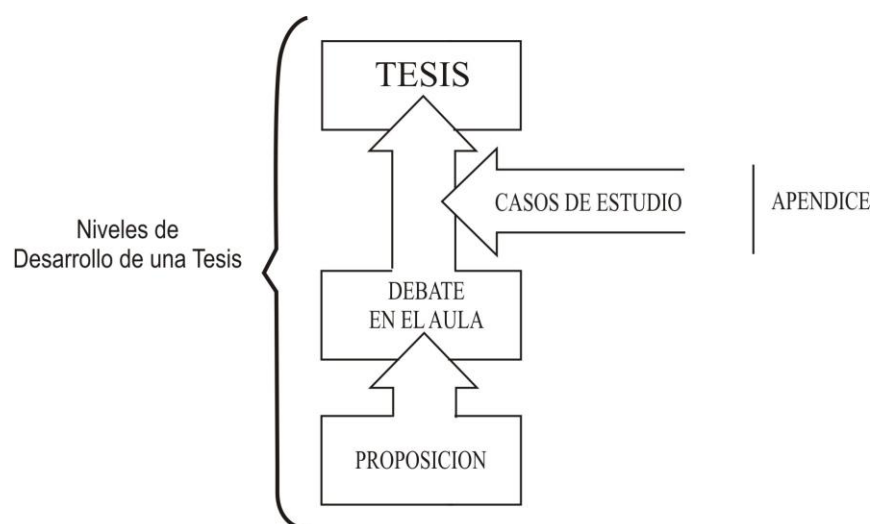 TESIS
CASOS DE ESTUDIO
APENDICE
Niveles de
Desarrollo de una Tesis
DEBATE
EN EL AULA
PROPOSICION